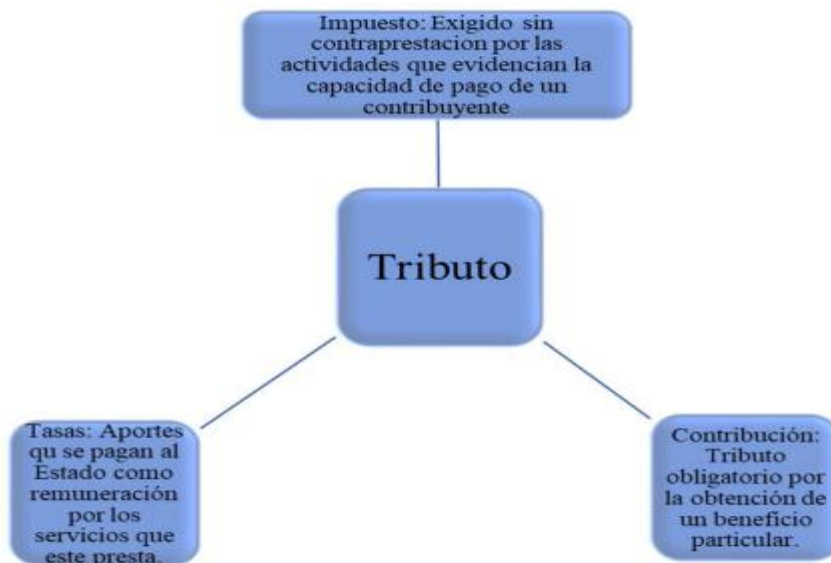 Impuesto: Exigido sin
contraprestacion por las
actividades que evidencian la
capacidad de pago de un
contribuyente
Tributo
Tasas: Aportes
qu se pagan al
Estado como
remuneración
por los
servicios que
este presta.
Contribución:
Tributo
obligatorio por
la obtención de
un beneficio
particular.